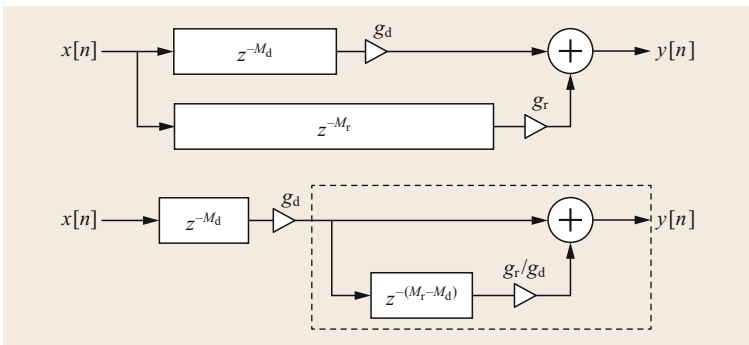 x[n] z^{-M_d} g_d + y[n]
z^{-M_r} g_r
x[n] z^{-M_d} g_d + y[n]
z^{-(M_r-M_d)} g_r/g_d